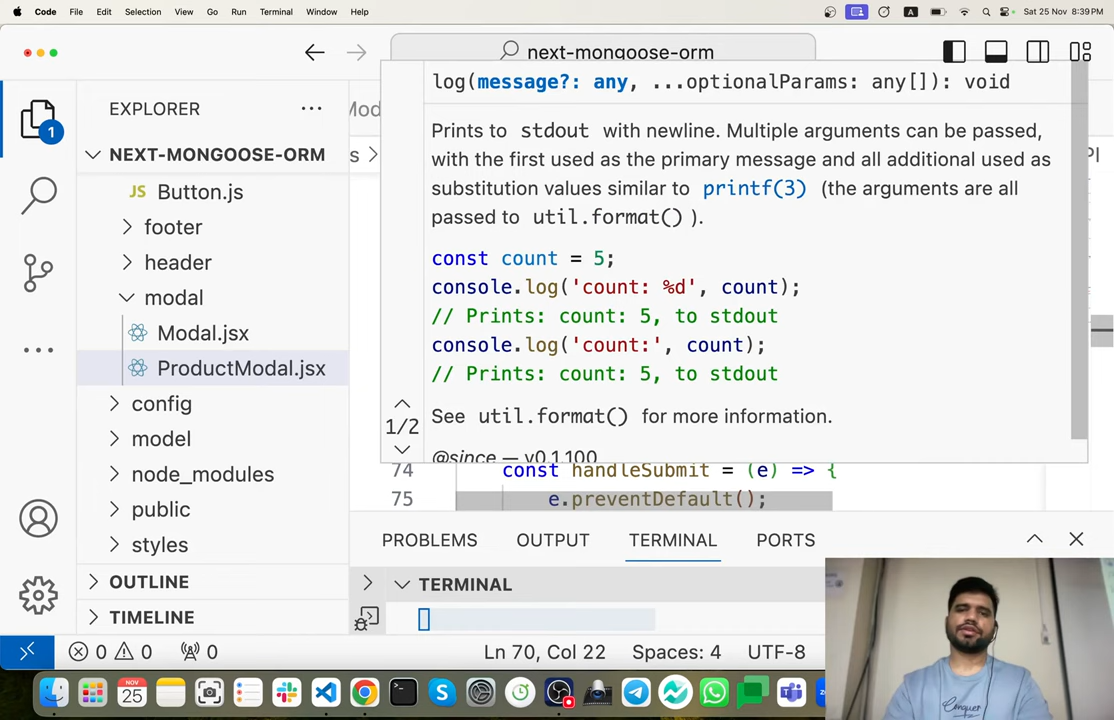 Code File Edit Selection View Go Run Terminal Window Help
A Sat 25 Nov 8:39 PM
next-mongoose-orm
log(message?: any, ...optionalParams: any[]): void
EXPLORER ...
Prints to stdout with newline. Multiple arguments can be passed,
with the first used as the primary message and all additional used as
substitution values similar to printf(3) (the arguments are all
passed to util.format() ).
1
NEXT-MONGOOSE-ORM
JS Button.js
footer
header
modal
Modal.jsx
ProductModal.jsx
config
model
node_modules
public
styles
OUTLINE
TIMELINE
const count = 5;
console.log('count: %d', count);
// Prints: count: 5, to stdout
console.log('count:', count);
// Prints: count: 5, to stdout
1/2
See util.format() for more information.
@since — v0.1.100
74 const handleSubmit = (e) => {
75 e.preventDefault();
PROBLEMS OUTPUT TERMINAL PORTS
TERMINAL
0 0 0 Ln 70, Col 22 Spaces: 4 UTF-8
NOV
25
Conquer